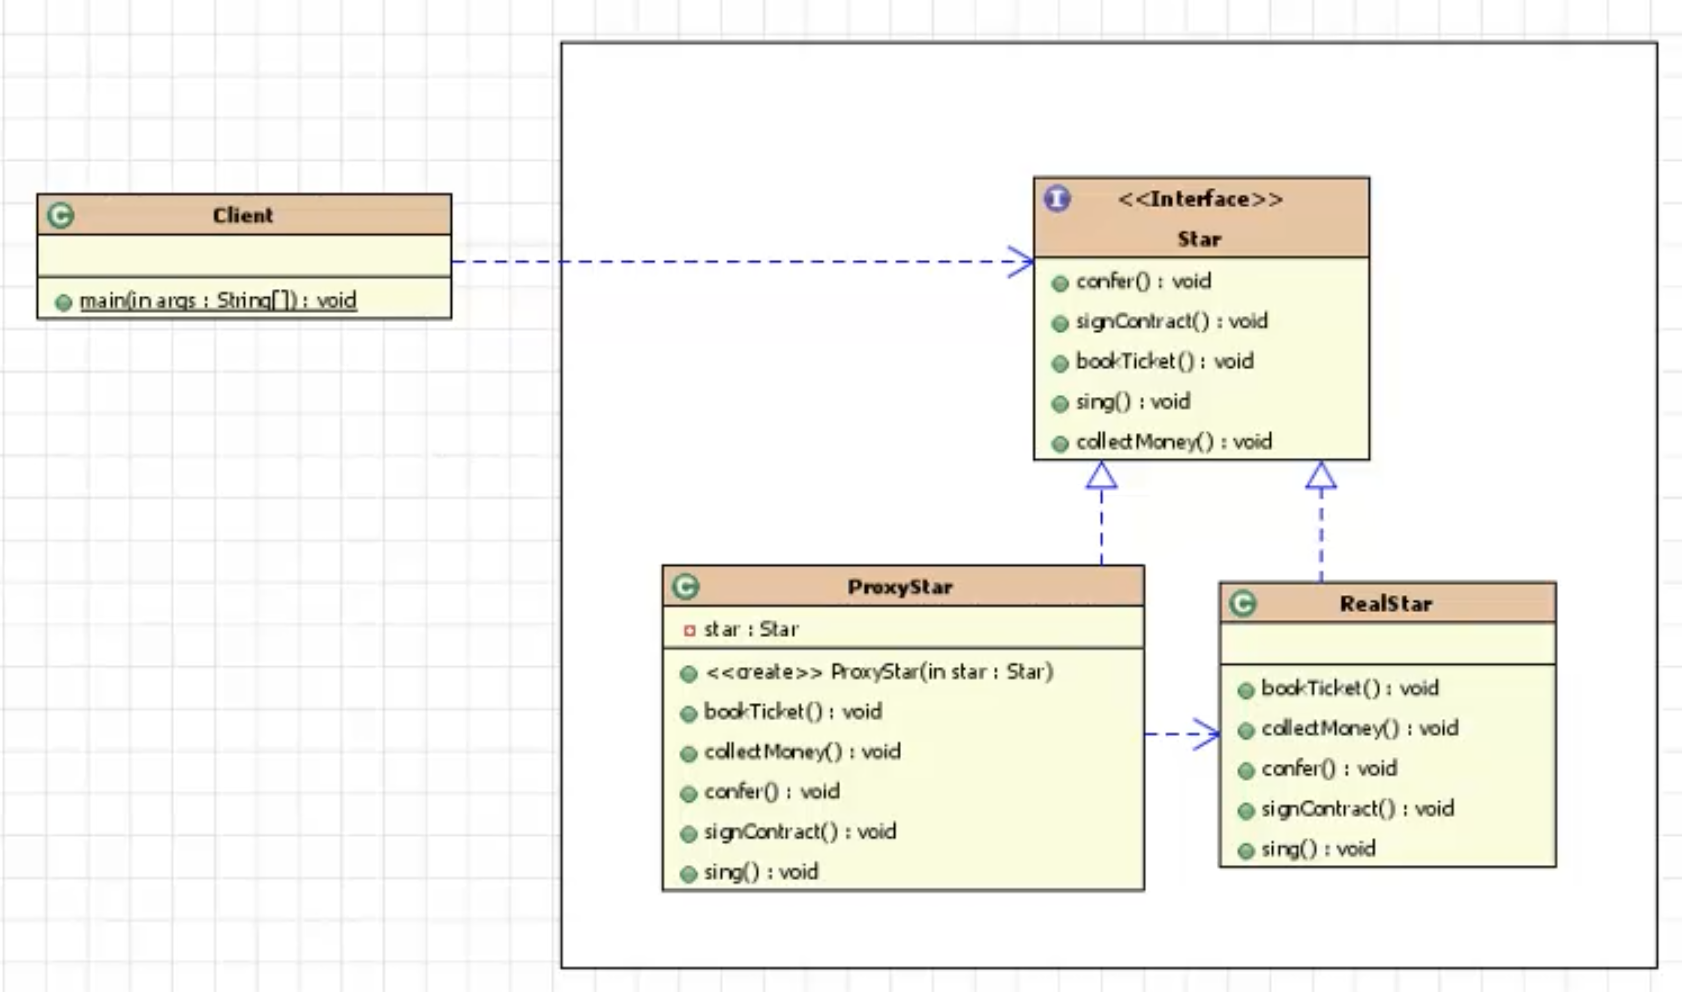 Client
main(in args : String[]) : void
<<Interface>>
Star
confer() : void
signContract() : void
bookTicket() : void
sing() : void
collectMoney() : void
ProxyStar
star : Star
<<create>> ProxyStar(in star : Star)
bookTicket() : void
collectMoney() : void
confer() : void
signContract() : void
sing() : void
RealStar
bookTicket() : void
collectMoney() : void
confer() : void
signContract() : void
sing() : void